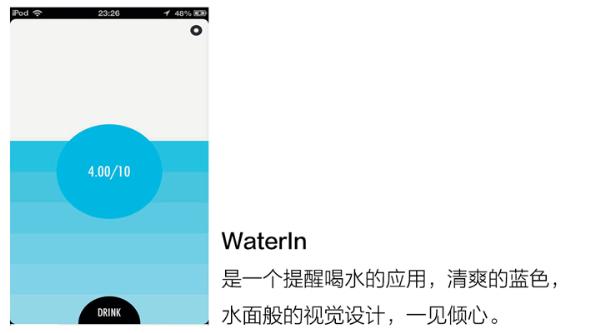 iPod 23:26 48%
4.00/10
DRINK
WaterIn
是一个提醒喝水的应用，清爽的蓝色，
水面般的视觉设计，一见倾心。